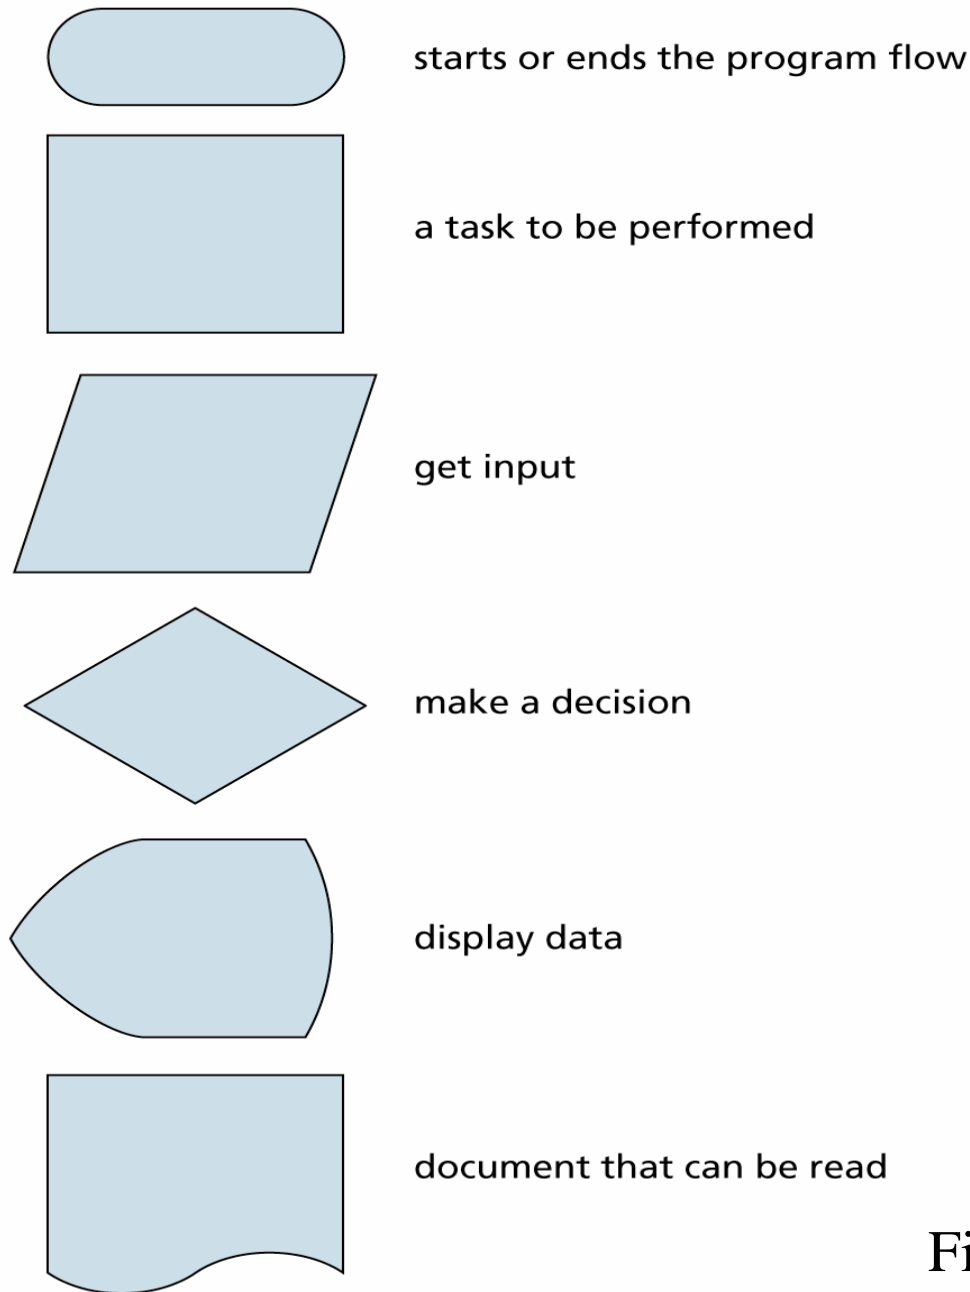 starts or ends the program flow
a task to be performed
get input
make a decision
display data
document that can be read
Fi